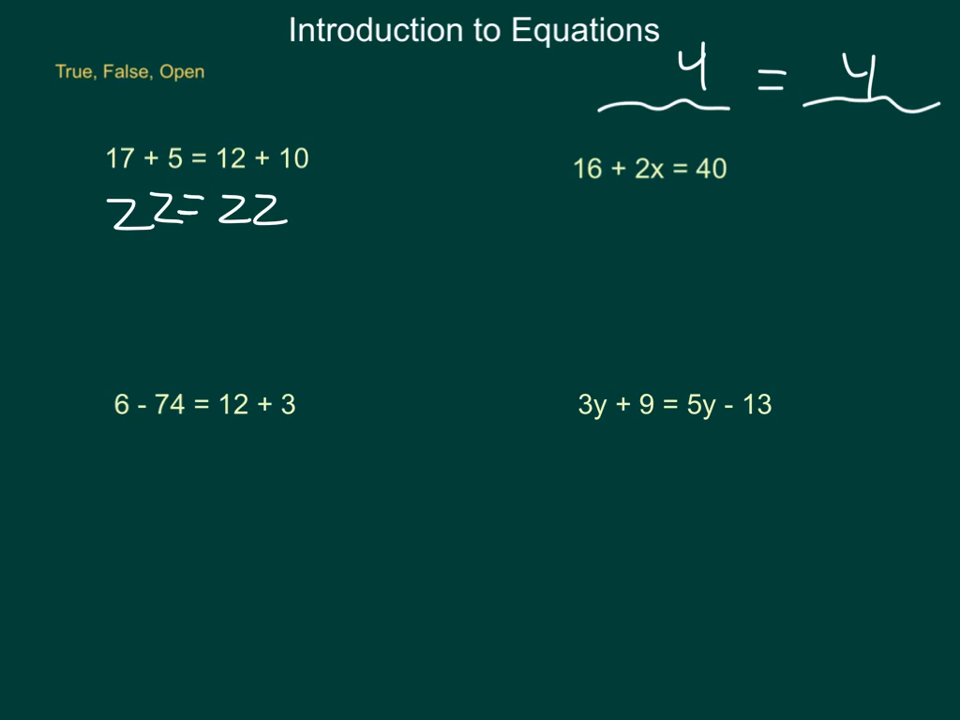 Introduction to Equations
True, False, Open
4 = 4
17 + 5 = 12 + 10
16 + 2x = 40
22 = 22
6 - 74 = 12 + 3
3y + 9 = 5y - 13